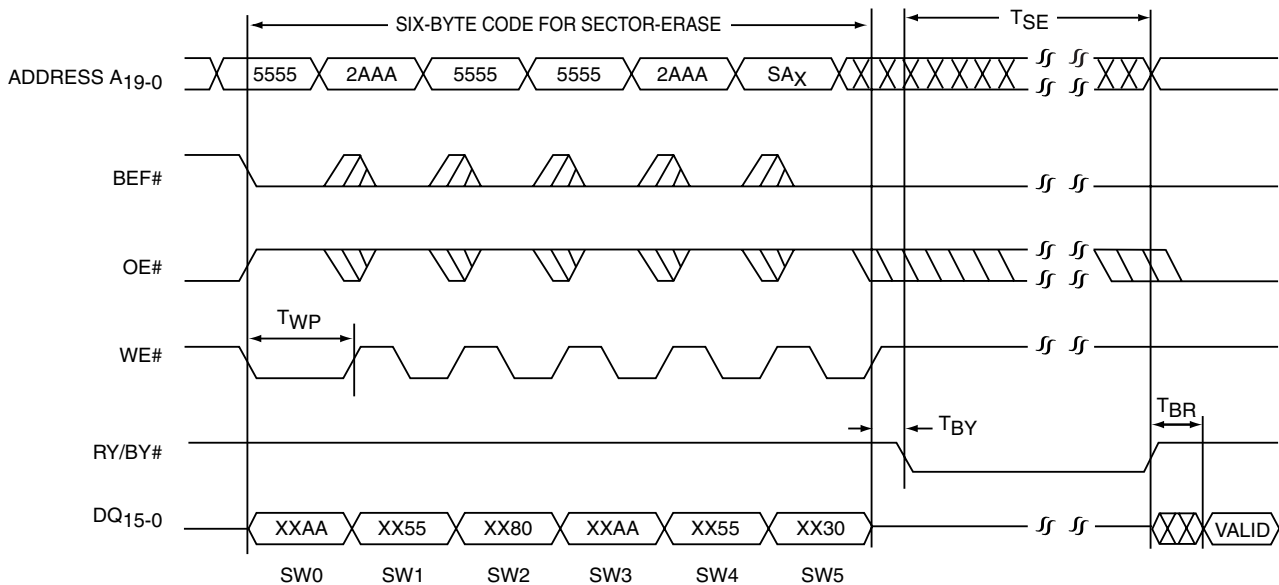 SIX-BYTE CODE FOR SECTOR-ERASE
TSE
ADDRESS A19-0
5555
2AAA
5555
5555
2AAA
SAX
BEF#
OE#
TWP
WE#
TBR
RY/BY#
TBY
DQ15-0
XXAA
XX55
XX80
XXAA
XX55
XX30
VALID
SW0
SW1
SW2
SW3
SW4
SW5